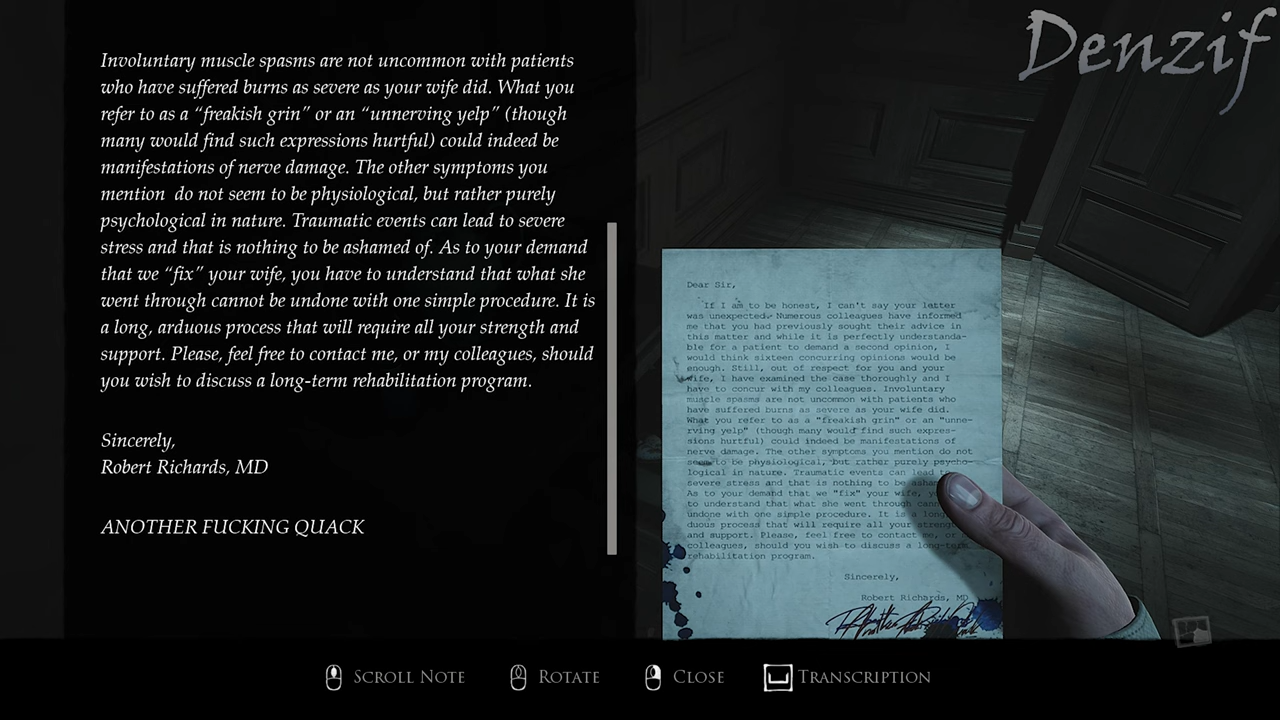 Denzif
Involuntary muscle spasms are not uncommon with patients
who have suffered burns as severe as your wife did. What you
refer to as a “freakish grin” or an “unnerving yelp” (though
many would find such expressions hurtful) could indeed be
manifestations of nerve damage. The other symptoms you
mention  do not seem to be physiological, but rather purely
psychological in nature. Traumatic events can lead to severe
stress and that is nothing to be ashamed of. As to your demand
that we “fix” your wife, you have to understand that what she
went through cannot be undone with one simple procedure. It is
a long, arduous process that will require all your strength and
support. Please, feel free to contact me, or my colleagues, should
you wish to discuss a long-term rehabilitation program.
Sincerely,
Robert Richards, MD
ANOTHER FUCKING QUACK
Dear Sir,
If I am to be honest, I can't say your letter
was unexpected. Numerous colleagues have informed
me that you had previously sought their advice in
this matter and while it is perfectly understanda-
ble for a patient to demand a second opinion, I
would think sixteen concurring opinions would be
enough. Still, out of respect for you and your
wife, I have examined the case thoroughly and I
have to concur with my colleagues. Involuntary
muscle spasms are not uncommon with patients who
have suffered burns as severe as your wife did.
What you refer to as a "freakish grin" or an "unne-
rving yelp" (though many would find such expres-
sions hurtful) could indeed be manifestations of
nerve damage. The other symptoms you mention do not
seem to be physiological, but rather purely psycho-
logical in nature. Traumatic events can lead to
severe stress and that is nothing to be
As to your demand that we "fix" your wife,
to understand that what she went through
undone with one simple procedure. It is a
duous process that will require all your
and support. Please, feel free to contact me, or
colleagues, should you wish to discuss a long-term
rehabilitation program.
Sincerely,
Robert Richards, MD
SCROLL NOTE
ROTATE
CLOSE
TRANSCRIPTION